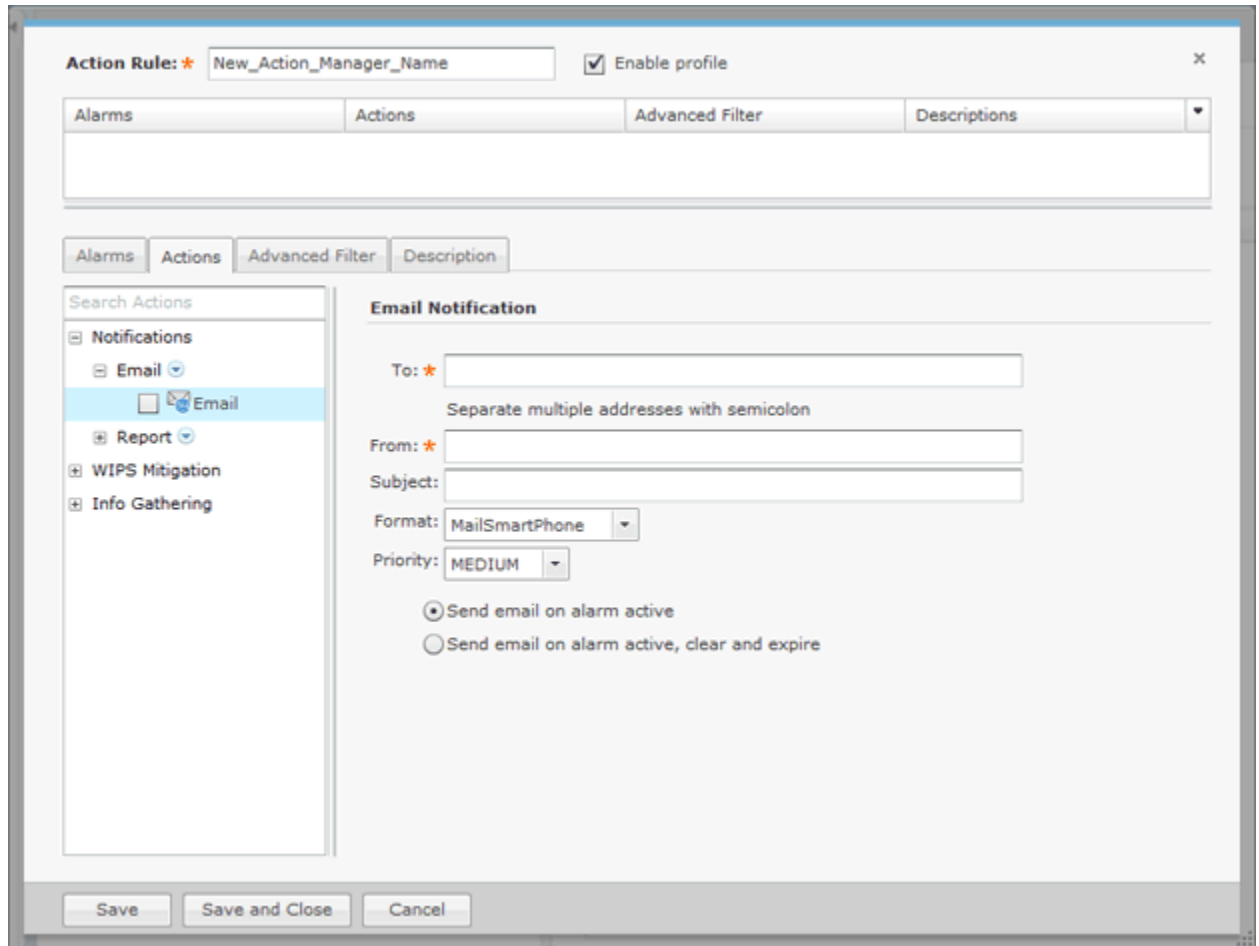 Action Rule: * New_Action_Manager_Name Enable profile
Alarms Actions Advanced Filter Descriptions
Alarms Actions Advanced Filter Description
Search Actions
Notifications
Email
Email
Report
WIPS Mitigation
Info Gathering
Email Notification
To: *
Separate multiple addresses with semicolon
From: *
Subject:
Format: MailSmartPhone
Priority: MEDIUM
Send email on alarm active
Send email on alarm active, clear and expire
Save Save and Close Cancel